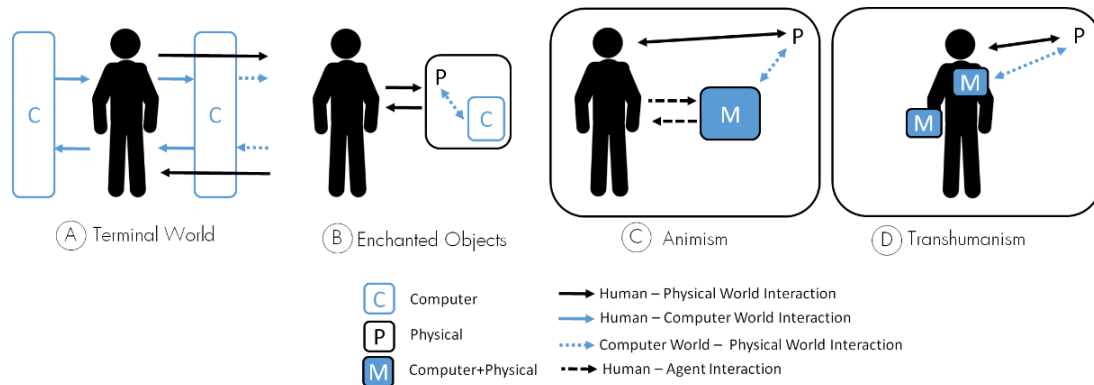 C
C
P
C
M
P
M
M
P
A Terminal World
B Enchanted Objects
C Animism
D Transhumanism
C Computer
P Physical
M Computer+Physical
Human – Physical World Interaction
Human – Computer World Interaction
Computer World – Physical World Interaction
Human – Agent Interaction